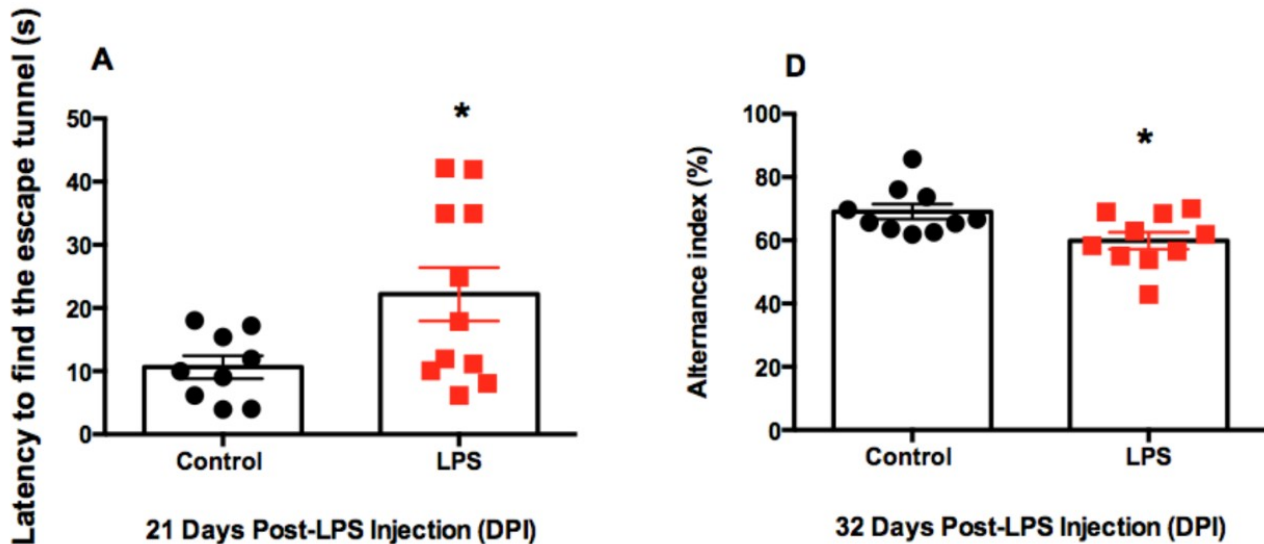 Latency to find the escape tunnel (s)
A
*
50
40
30
20
10
0
Control LPS
21 Days Post-LPS Injection (DPI)
D
*
Alternance index (%)
100
80
60
40
20
0
Control LPS
32 Days Post-LPS Injection (DPI)